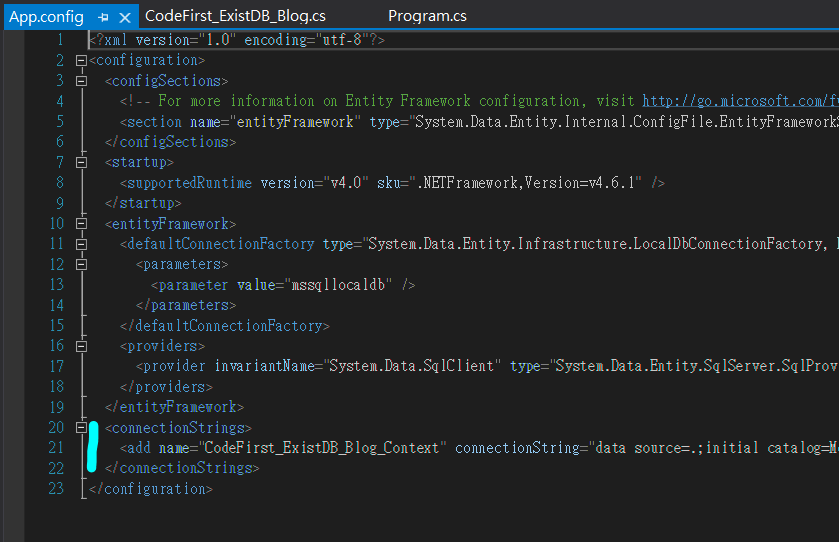 App.config CodeFirst_ExistDB_Blog.cs Program.cs
1 <?xml version="1.0" encoding="utf-8"?>
2 <configuration>
3 <configSections>
4 <!-- For more information on Entity Framework configuration, visit http://go.microsoft.com/f
5 <section name="entityFramework" type="System.Data.Entity.Internal.ConfigFile.EntityFramework
6 </configSections>
7 <startup>
8 <supportedRuntime version="v4.0" sku=".NETFramework,Version=v4.6.1" />
9 </startup>
10 <entityFramework>
11 <defaultConnectionFactory type="System.Data.Entity.Infrastructure.LocalDbConnectionFactory,
12 <parameters>
13 <parameter value="mssqllocaldb" />
14 </parameters>
15 </defaultConnectionFactory>
16 <providers>
17 <provider invariantName="System.Data.SqlClient" type="System.Data.Entity.SqlServer.SqlProv
18 </providers>
19 </entityFramework>
20 <connectionStrings>
21 <add name="CodeFirst_ExistDB_Blog_Context" connectionString="data source=.;initial catalog=M
22 </connectionStrings>
23 </configuration>